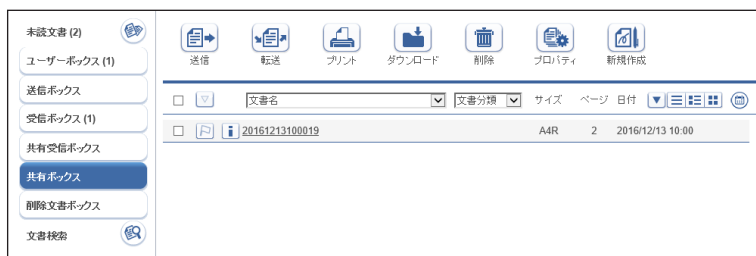 未読文書 (2)
ユーザーボックス (1)
送信ボックス
受信ボックス (1)
共有受信ボックス
共有ボックス
削除文書ボックス
文書検索
送信 転送 プリント ダウンロード 削除 プロパティ 新規作成
文書名 文書分類 サイズ ページ 日付
20161213100019 A4R 2 2016/12/13 10:00